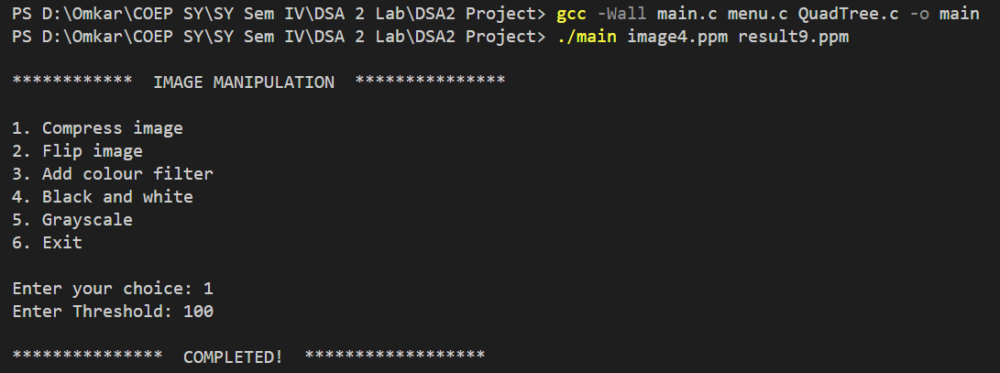 PS D:\Omkar\COEP SY\SY Sem IV\DSA 2 Lab\DSA2 Project> gcc -Wall main.c menu.c QuadTree.c -o main
PS D:\Omkar\COEP SY\SY Sem IV\DSA 2 Lab\DSA2 Project> ./main image4.ppm result9.ppm
************  IMAGE MANIPULATION  ***************
1. Compress image
2. Flip image
3. Add colour filter
4. Black and white
5. Grayscale
6. Exit
Enter your choice: 1
Enter Threshold: 100
***************  COMPLETED!  ******************